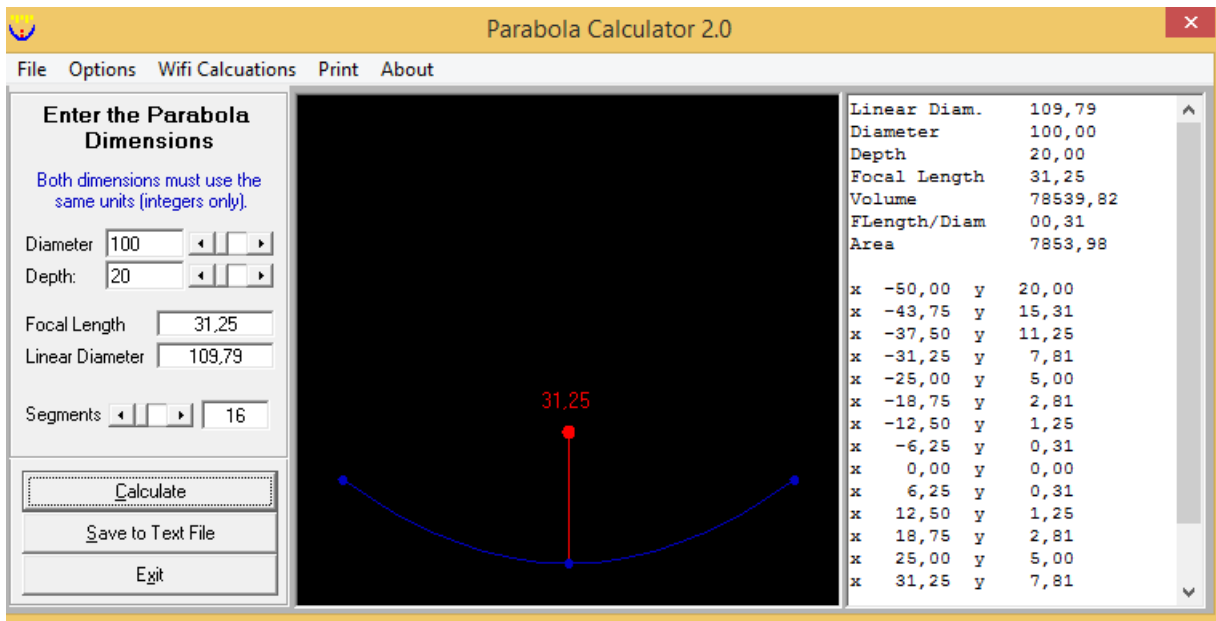 Parabola Calculator 2.0
File Options Wifi Calcuations Print About
Enter the Parabola
Dimensions
Both dimensions must use the
same units (integers only).
Diameter 100
Depth: 20
Focal Length 31,25
Linear Diameter 109,79
Segments 16
Calculate
Save to Text File
Exit
31,25
Linear Diam. 109,79
Diameter 100,00
Depth 20,00
Focal Length 31,25
Volume 78539,82
FLength/Diam 00,31
Area 7853,98
x -50,00 y 20,00
x -43,75 y 15,31
x -37,50 y 11,25
x -31,25 y 7,81
x -25,00 y 5,00
x -18,75 y 2,81
x -12,50 y 1,25
x -6,25 y 0,31
x 0,00 y 0,00
x 6,25 y 0,31
x 12,50 y 1,25
x 18,75 y 2,81
x 25,00 y 5,00
x 31,25 y 7,81